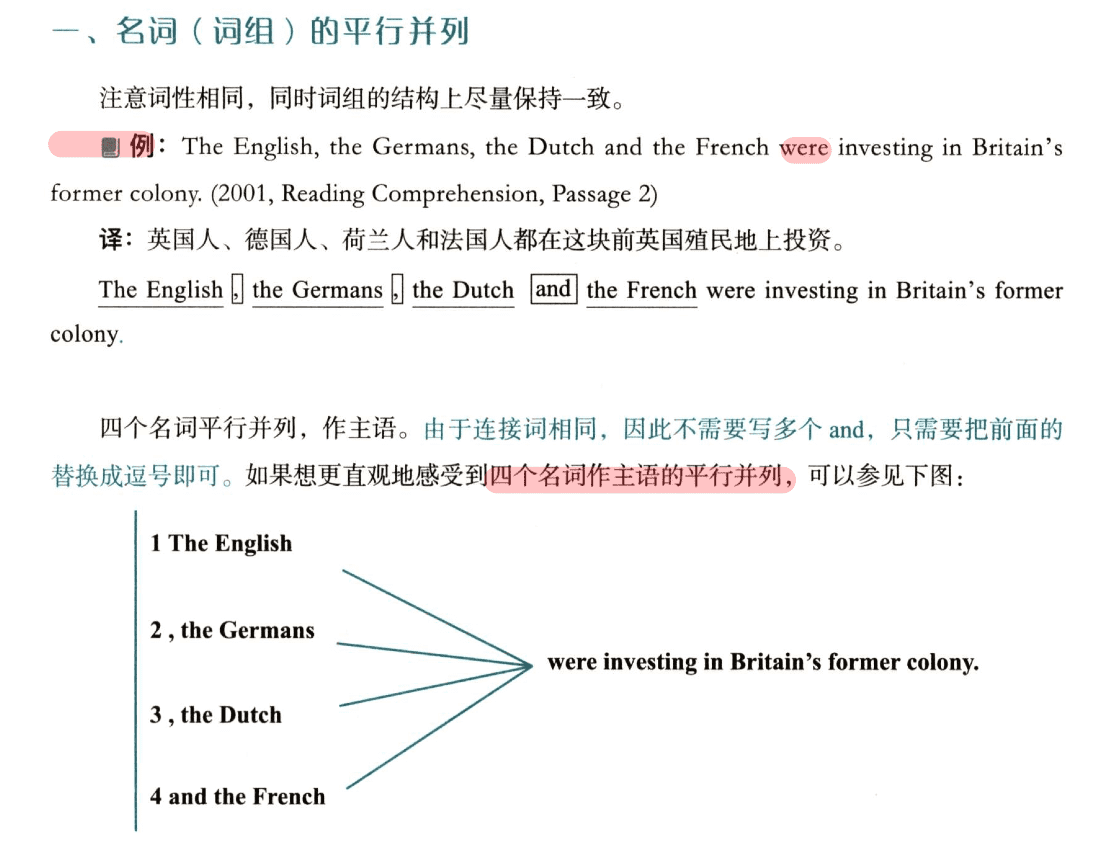 一、名词（词组）的平行并列
注意词性相同，同时词组的结构上尽量保持一致。
例：The English, the Germans, the Dutch and the French were investing in Britain’s
former colony. (2001, Reading Comprehension, Passage 2)
译：英国人、德国人、荷兰人和法国人都在这块前英国殖民地上投资。
The English , the Germans , the Dutch and the French were investing in Britain’s former
colony.
四个名词平行并列，作主语。由于连接词相同，因此不需要写多个 and，只需要把前面的
替换成逗号即可。如果想更直观地感受到四个名词作主语的平行并列，可以参见下图：
1 The English
2 , the Germans
were investing in Britain’s former colony.
3 , the Dutch
4 and the French